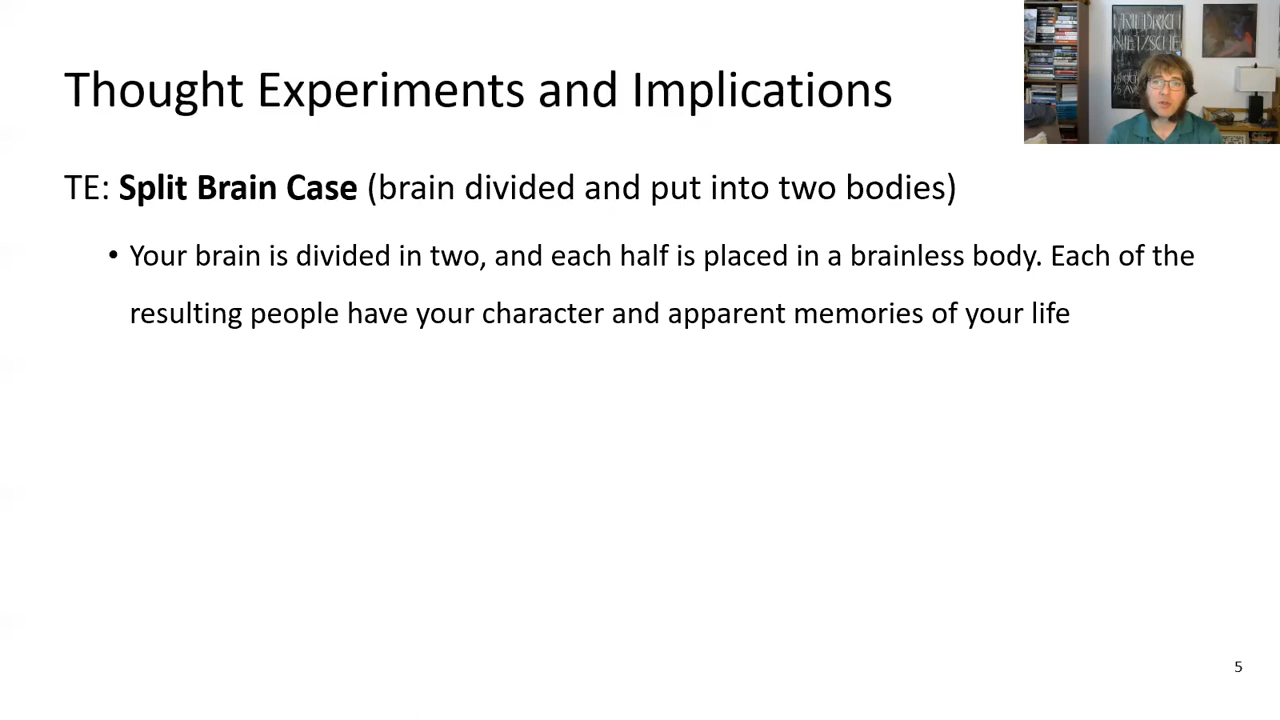 Thought Experiments and Implications
FRIEDRICH
NIETZSCHE
TE: Split Brain Case (brain divided and put into two bodies)
• Your brain is divided in two, and each half is placed in a brainless body. Each of the
resulting people have your character and apparent memories of your life
5